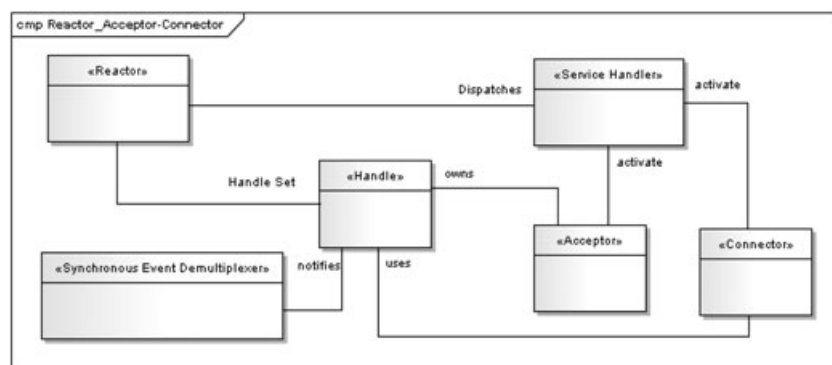 cmp Reactor_Acceptor-Connector
«Reactor»
«Service Handler»
Dispatches
activate
activate
Handle Set
«Handle»
owns
«Acceptor»
«Connector»
«Synchronous Event Demultiplexer»
notifies
uses